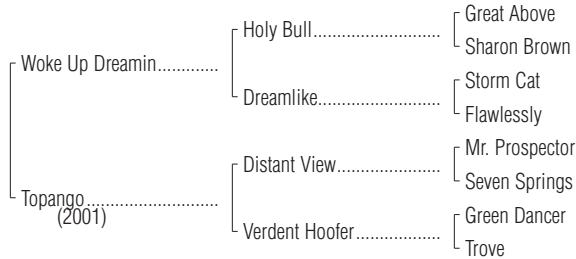 Great Above
Holy Bull
Sharon Brown
Woke Up Dreamin
Storm Cat
Dreamlike
Flawlessly
Mr. Prospector
Distant View
Seven Springs
Topango
(2001)
Green Dancer
Verdent Hoofer
Trove